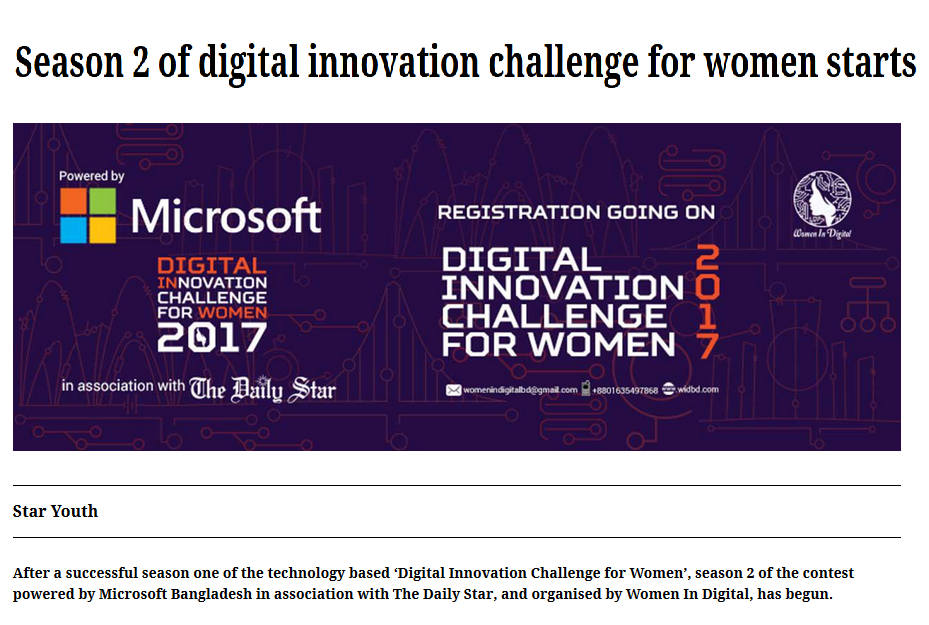 Season 2 of digital innovation challenge for women starts
Powered by
Microsoft
DIGITAL
INNOVATION
CHALLENGE
FOR WOMEN
2017
in association with The Daily Star
REGISTRATION GOING ON
DIGITAL
INNOVATION
CHALLENGE
FOR WOMEN
2017
womenindigitalbd@gmail.com +8801635497868 widbd.com
Women In Digital
Star Youth
After a successful season one of the technology based ‘Digital Innovation Challenge for Women’, season 2 of the contest
powered by Microsoft Bangladesh in association with The Daily Star, and organised by Women In Digital, has begun.